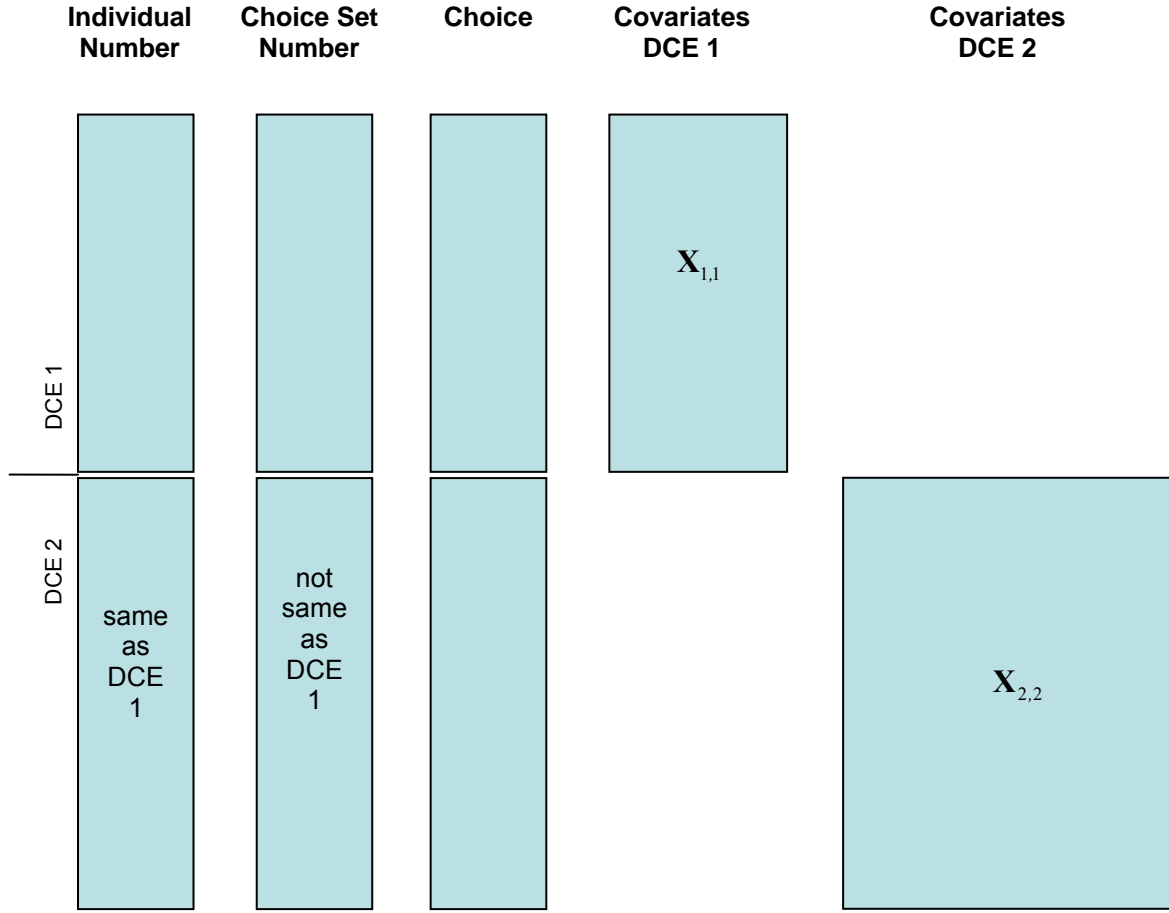 Individual
Number
Choice Set
Number
Choice
Covariates
DCE 1
Covariates
DCE 2
DCE 1
X1,1
DCE 2
same
as
DCE
1
not
same
as
DCE
1
X2,2